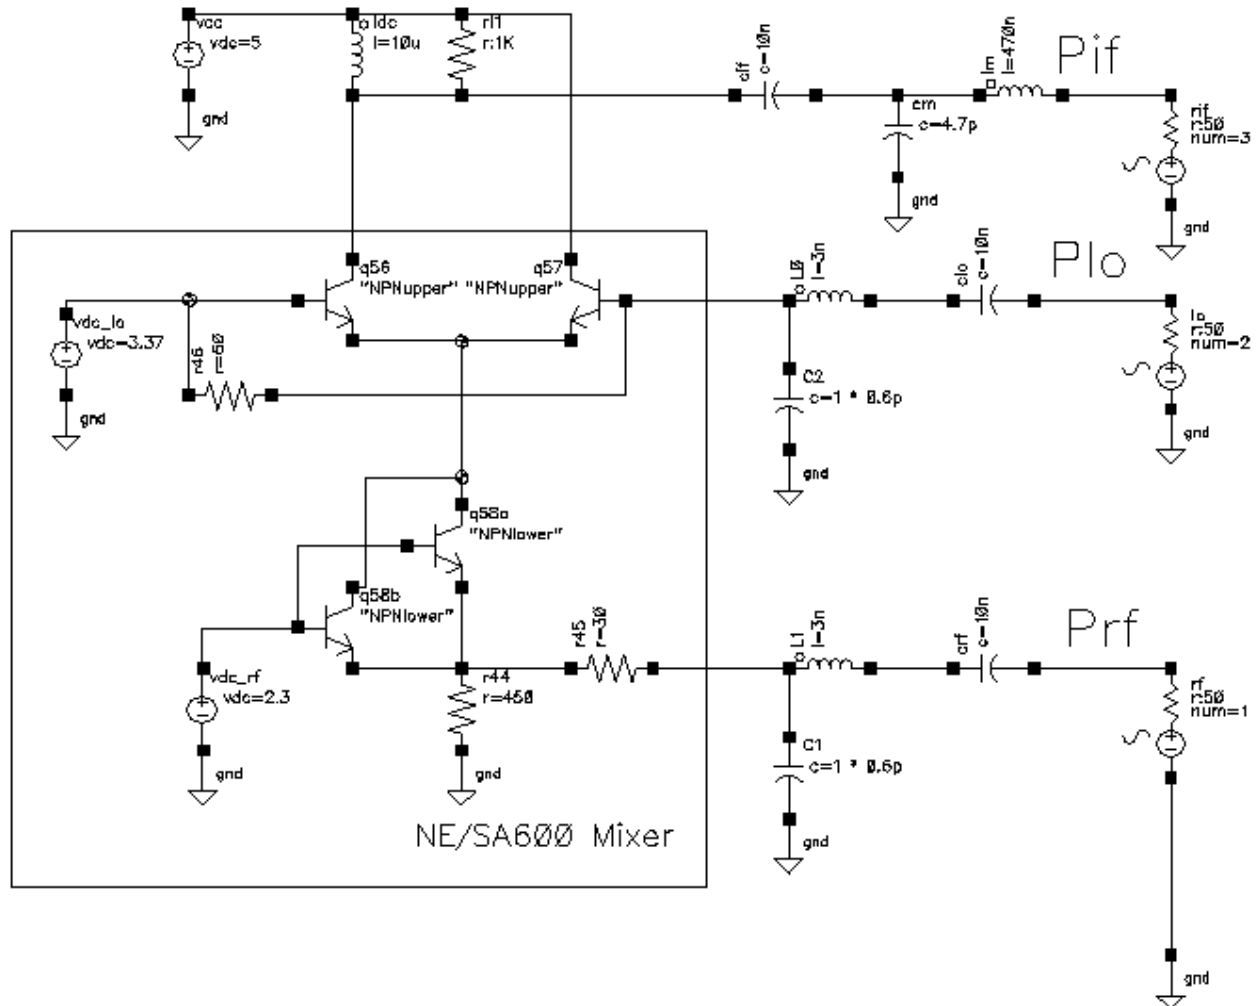 vcc
vdc=5
gnd
ldc
l=10u
rl1
r:1K
clf
c=10n
cm
c=4.7p
gnd
lm
l=470n
Pif
rif
r:50
num=3
gnd
q56
"NPNupper"
q57
"NPNupper"
vdc_lo
vdc=3.37
gnd
r46
r=60
L0
l=3n
clo
c=10n
Plo
lo
r:50
num=2
gnd
C2
c=1 * 0.6p
gnd
q58a
"NPNlower"
q58b
"NPNlower"
vdc_rf
vdc=2.3
gnd
r44
r=450
gnd
r45
r=30
L1
l=3n
crf
c=10n
Prf
rf
r:50
num=1
gnd
C1
c=1 * 0.6p
gnd
NE/SA600 Mixer